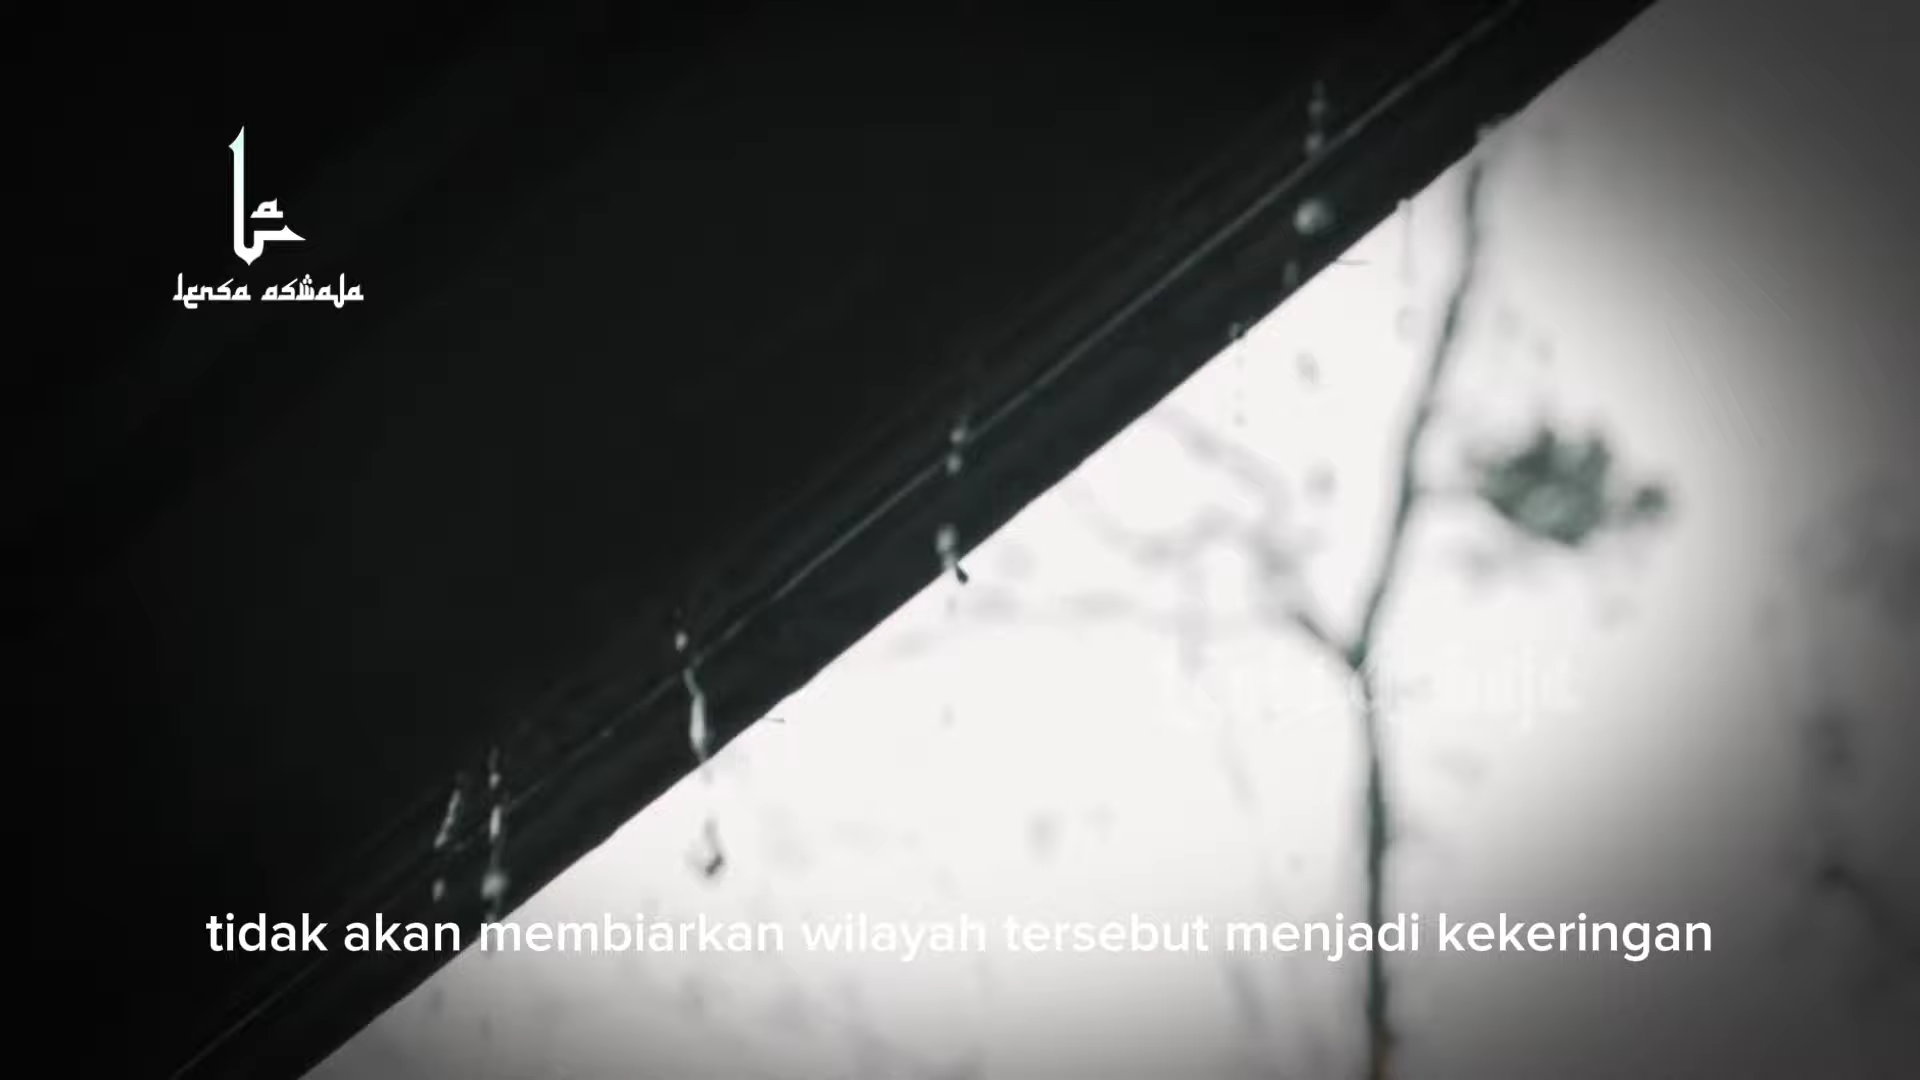 lensa aswaja
tidak akan membiarkan wilayah tersebut menjadi kekeringan